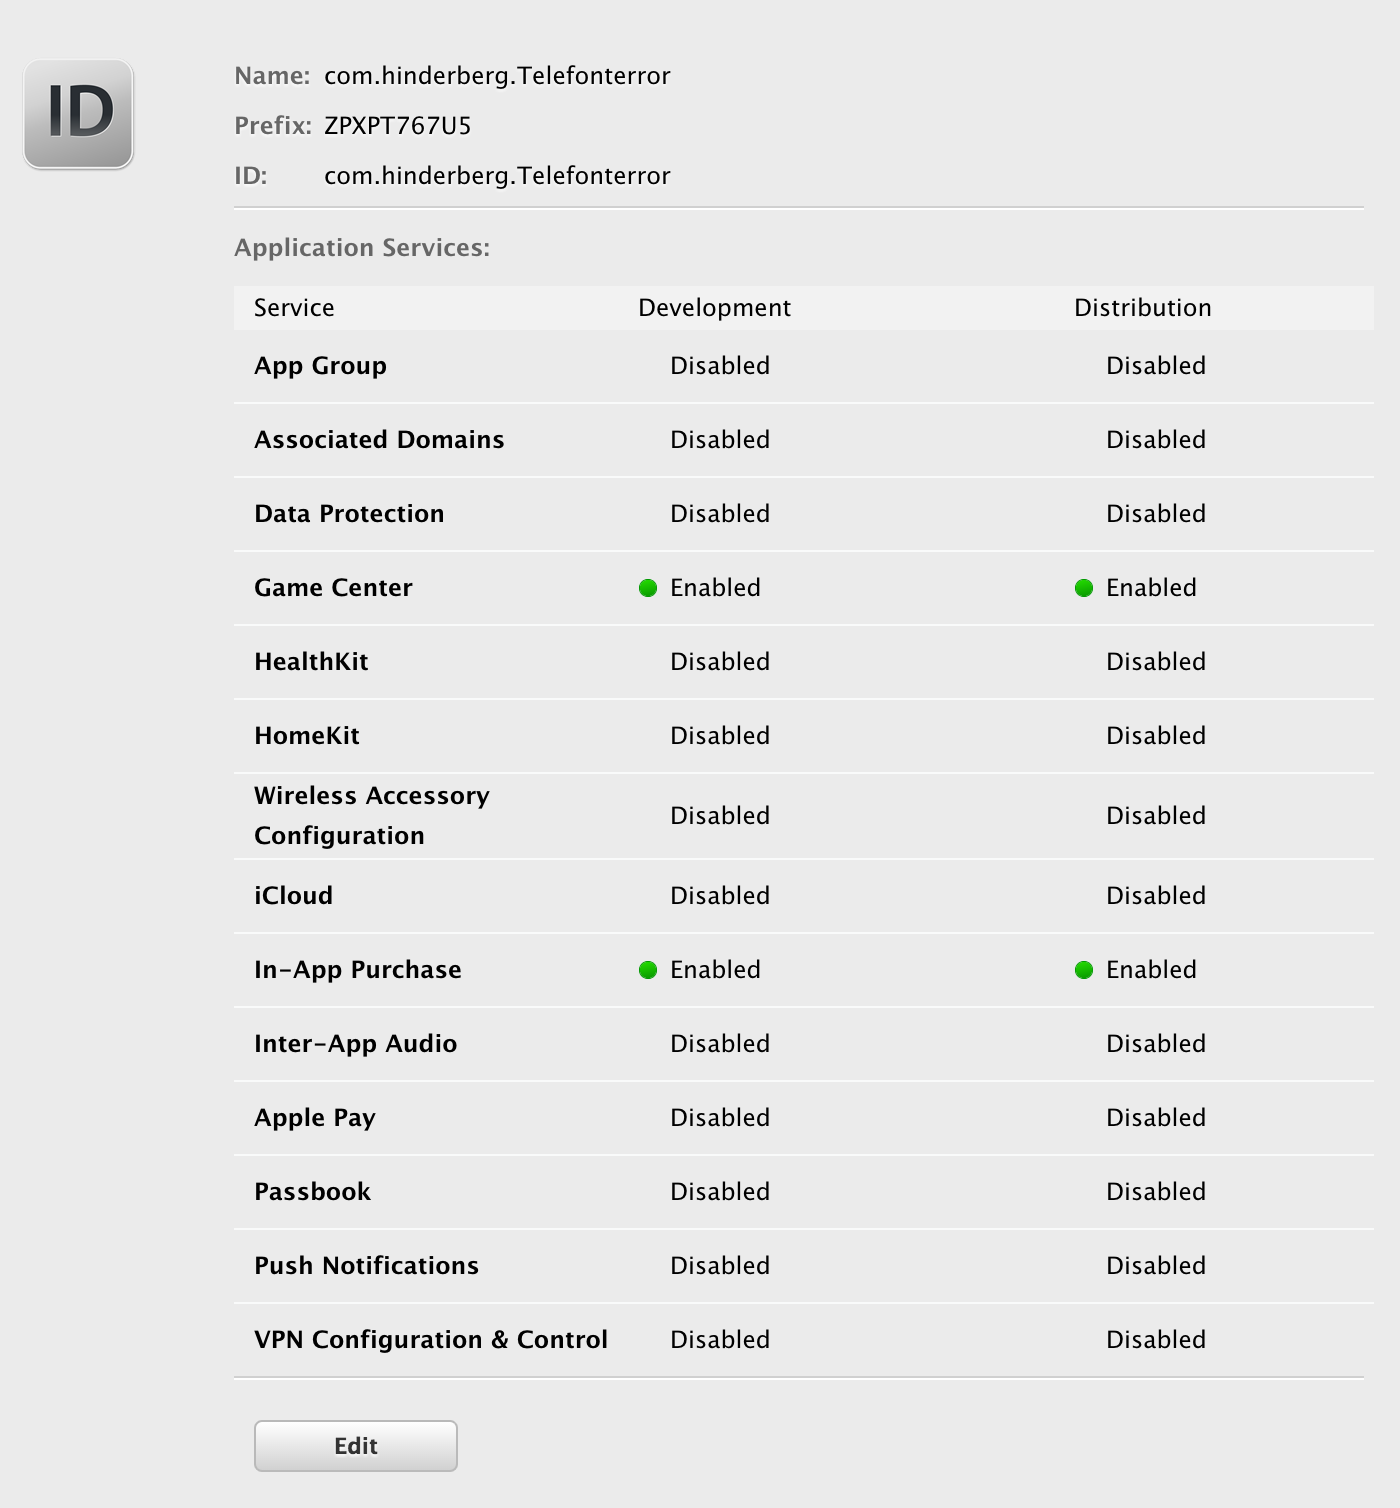 ID
Name: com.hinderberg.Telefonterror
Prefix: ZPXPT767U5
ID: com.hinderberg.Telefonterror
Application Services:
Service Development Distribution
App Group Disabled Disabled
Associated Domains Disabled Disabled
Data Protection Disabled Disabled
Game Center Enabled Enabled
HealthKit Disabled Disabled
HomeKit Disabled Disabled
Wireless Accessory
Configuration Disabled Disabled
iCloud Disabled Disabled
In-App Purchase Enabled Enabled
Inter-App Audio Disabled Disabled
Apple Pay Disabled Disabled
Passbook Disabled Disabled
Push Notifications Disabled Disabled
VPN Configuration & Control Disabled Disabled
Edit